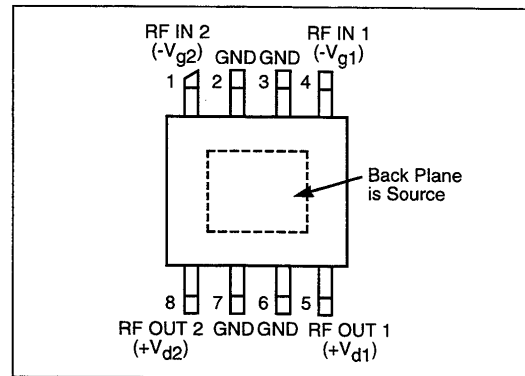 RF IN 2 RF IN 1
(-Vg2) GND GND (-Vg1)
1 2 3 4
Back Plane
is Source
8 7 6 5
RF OUT 2 GND GND RF OUT 1
(+Vd2) (+Vd1)